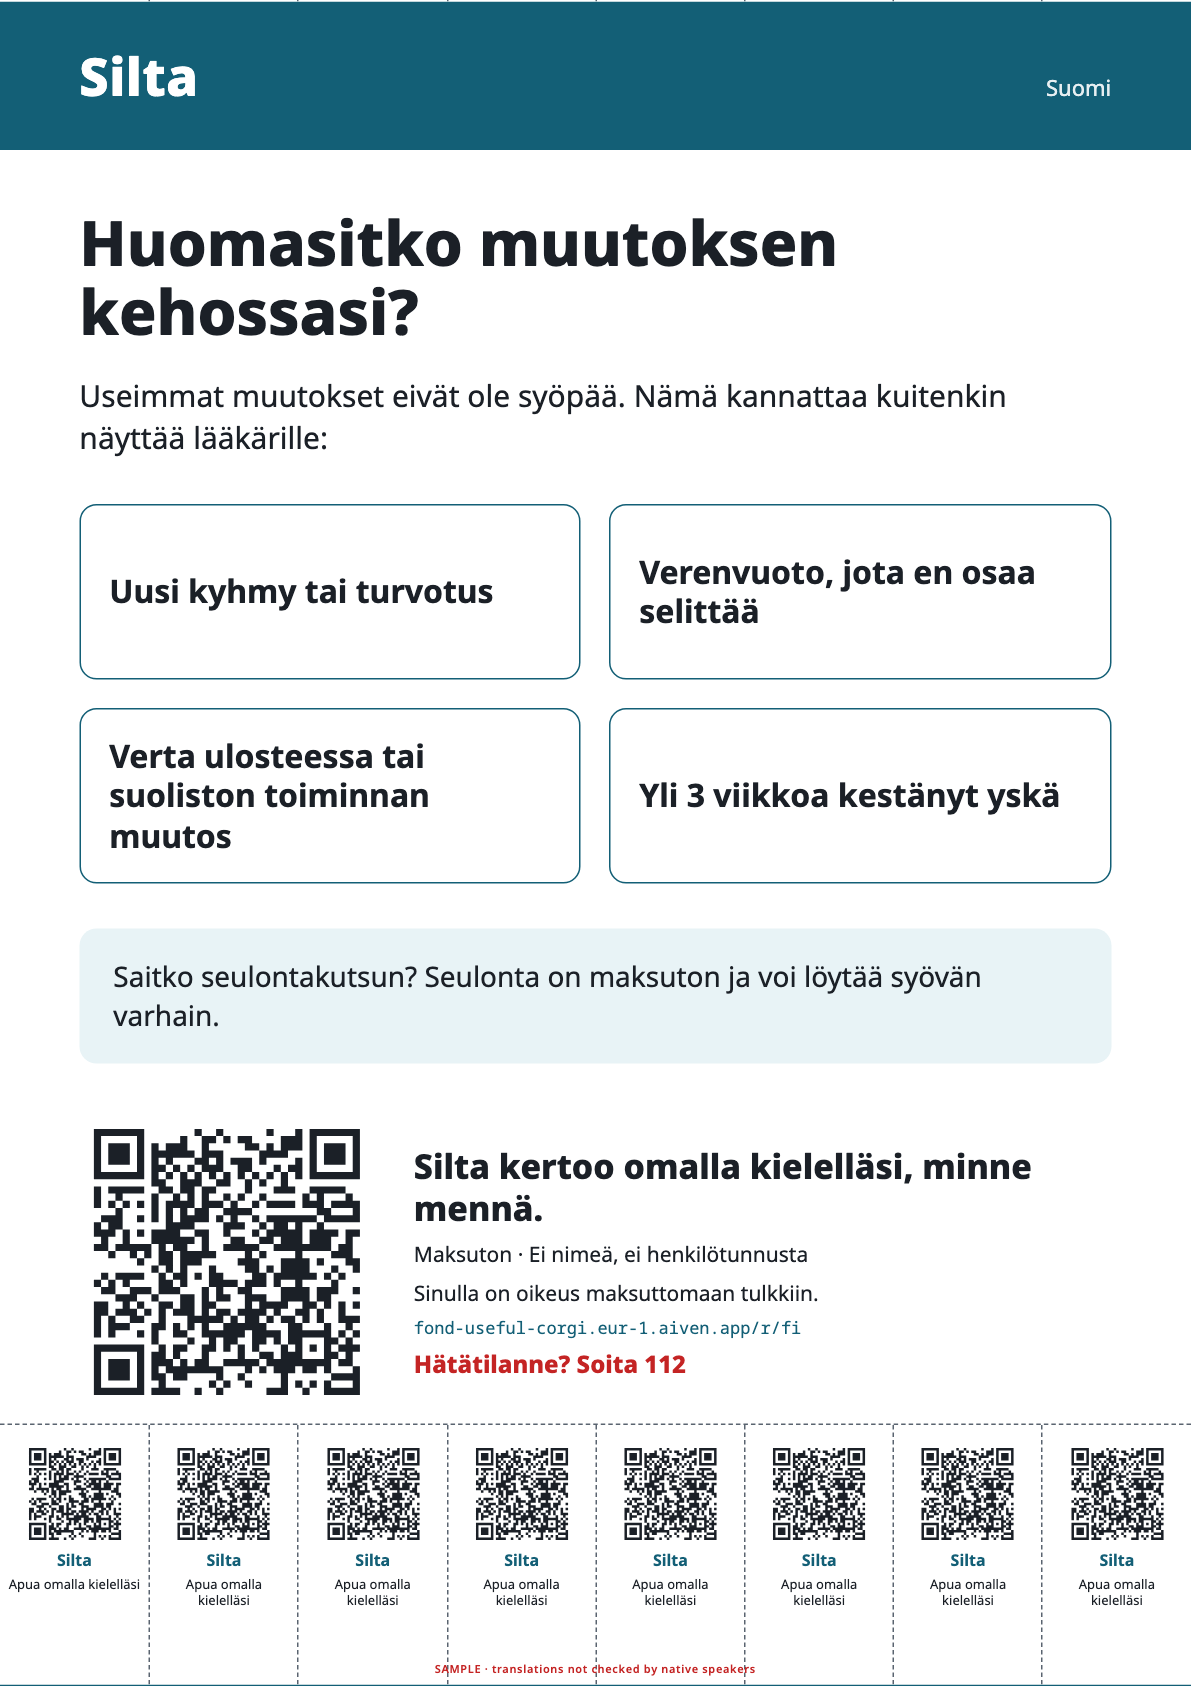 Silta
Suomi
Huomasitko muutoksen
kehossasi?
Useimmat muutokset eivät ole syöpää. Nämä kannattaa kuitenkin
näyttää lääkärille:
Uusi kyhmy tai turvotus
Verenvuoto, jota en osaa
selittää
Verta ulosteessa tai
suoliston toiminnan
muutos
Yli 3 viikkoa kestänyt yskä
Saitko seulontakutsun? Seulonta on maksuton ja voi löytää syövän
varhain.
Silta kertoo omalla kielelläsi, minne
mennä.
Maksuton · Ei nimeä, ei henkilötunnusta
Sinulla on oikeus maksuttomaan tulkkiin.
fond-useful-corgi.eur-1.aiven.app/r/fi
Hätätilanne? Soita 112
Silta
Apua omalla kielelläsi
Silta
Apua omalla
kielelläsi
Silta
Apua omalla
kielelläsi
Silta
Apua omalla
kielelläsi
Silta
Apua omalla
kielelläsi
Silta
Apua omalla
kielelläsi
Silta
Apua omalla
kielelläsi
Silta
Apua omalla
kielelläsi
SAMPLE · translations not checked by native speakers